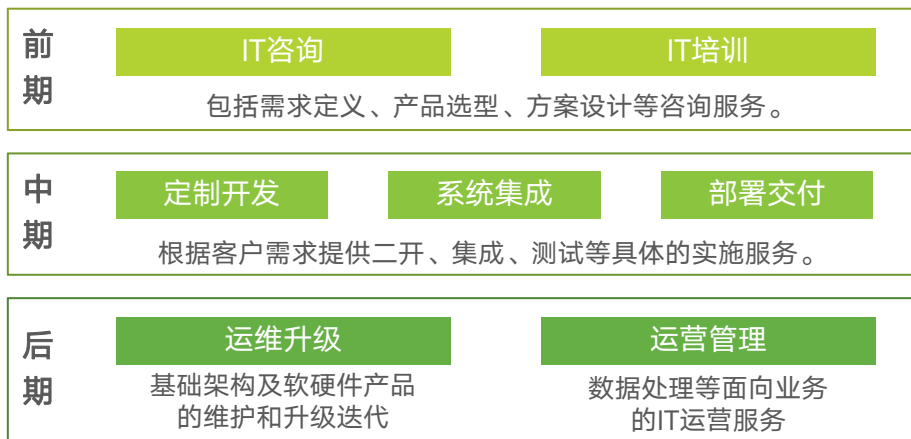 前期
IT咨询
IT培训
包括需求定义、产品选型、方案设计等咨询服务。
中期
定制开发
系统集成
部署交付
根据客户需求提供二开、集成、测试等具体的实施服务。
后期
运维升级
运营管理
基础架构及软硬件产品
的维护和升级迭代
数据处理等面向业务
的IT运营服务